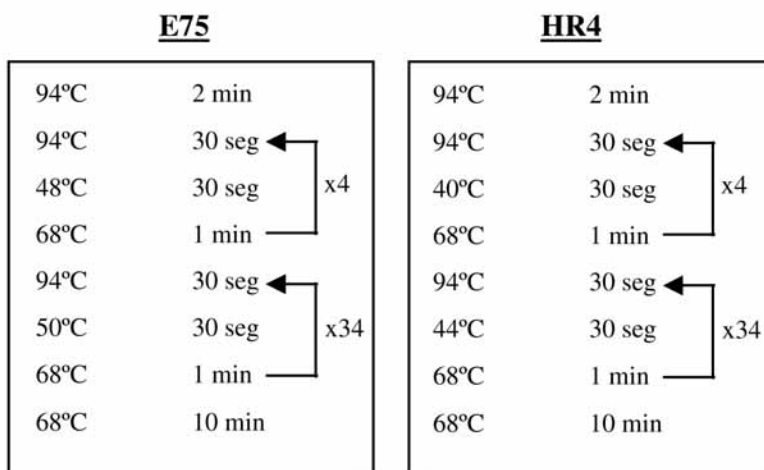 E75
94ºC 2 min
94ºC 30 seg
48ºC 30 seg
x4
68ºC 1 min
94ºC 30 seg
50ºC 30 seg
x34
68ºC 1 min
68ºC 10 min
HR4
94ºC 2 min
94ºC 30 seg
40ºC 30 seg
x4
68ºC 1 min
94ºC 30 seg
44ºC 30 seg
x34
68ºC 1 min
68ºC 10 min